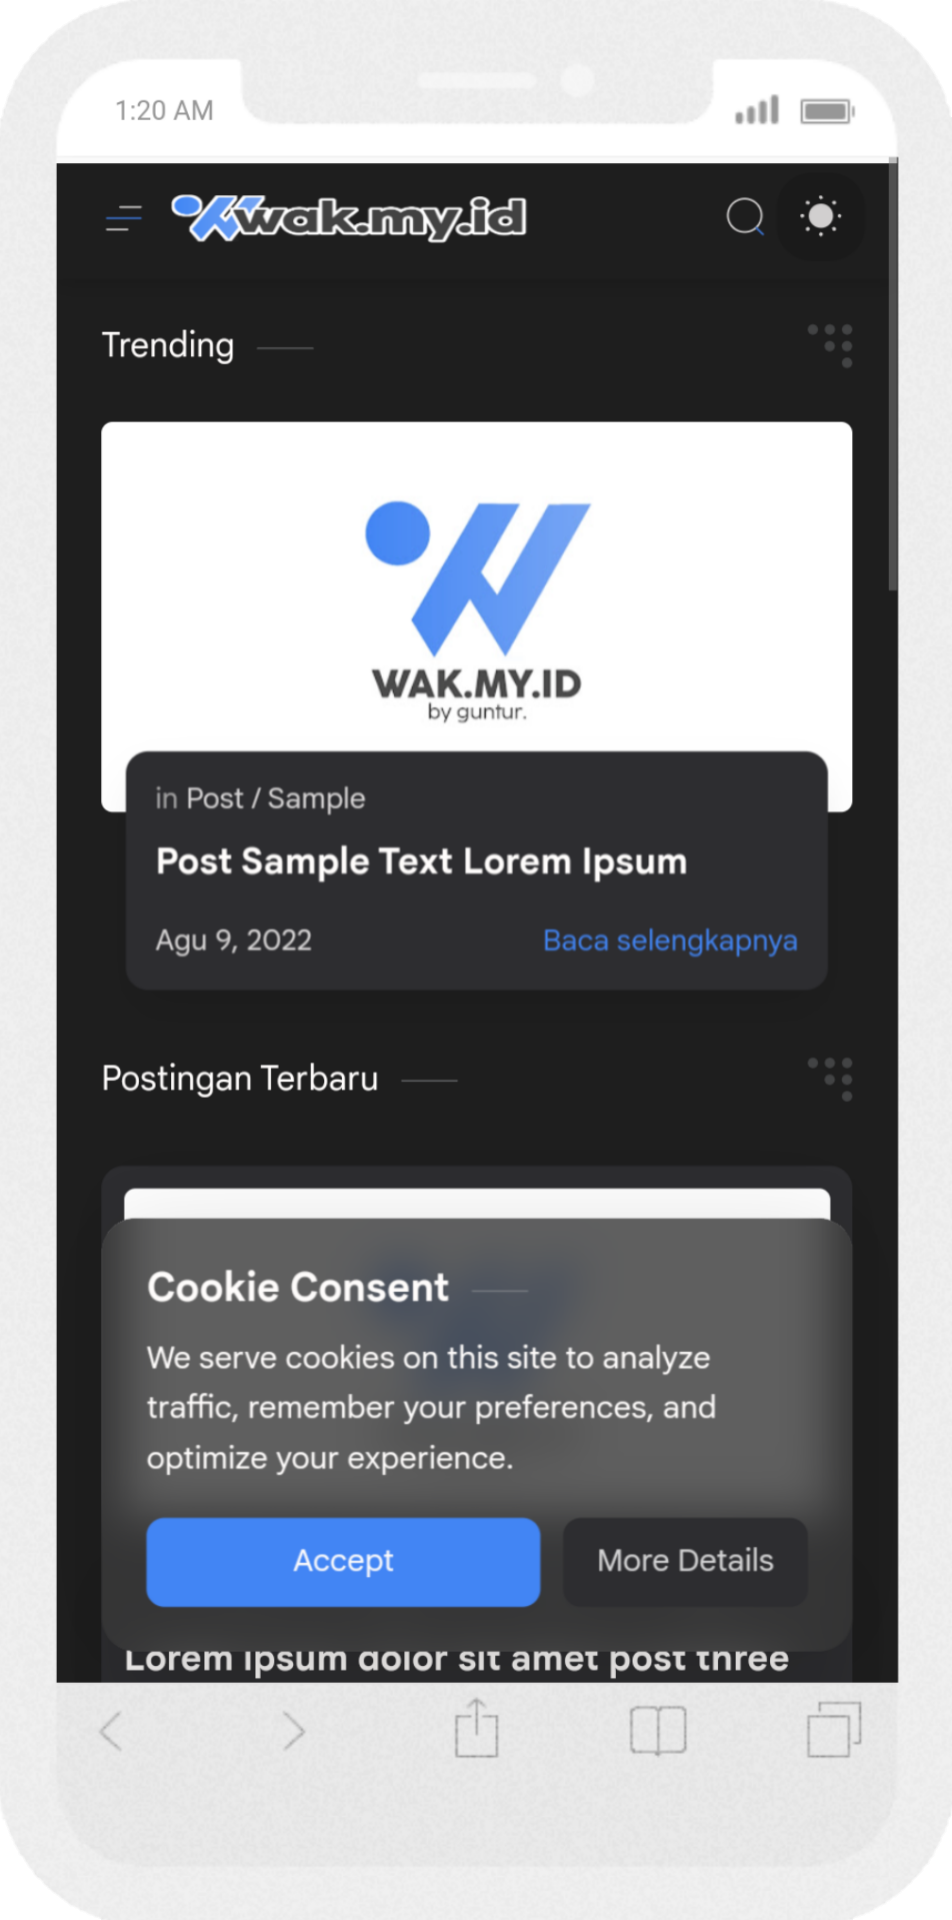 1:20 AM
wak.my.id
Trending
WAK.MY.ID
by guntur.
in Post / Sample
Post Sample Text Lorem Ipsum
Agu 9, 2022
Baca selengkapnya
Postingan Terbaru
Cookie Consent
We serve cookies on this site to analyze
traffic, remember your preferences, and
optimize your experience.
Accept
More Details
Lorem ipsum dolor sit amet post three